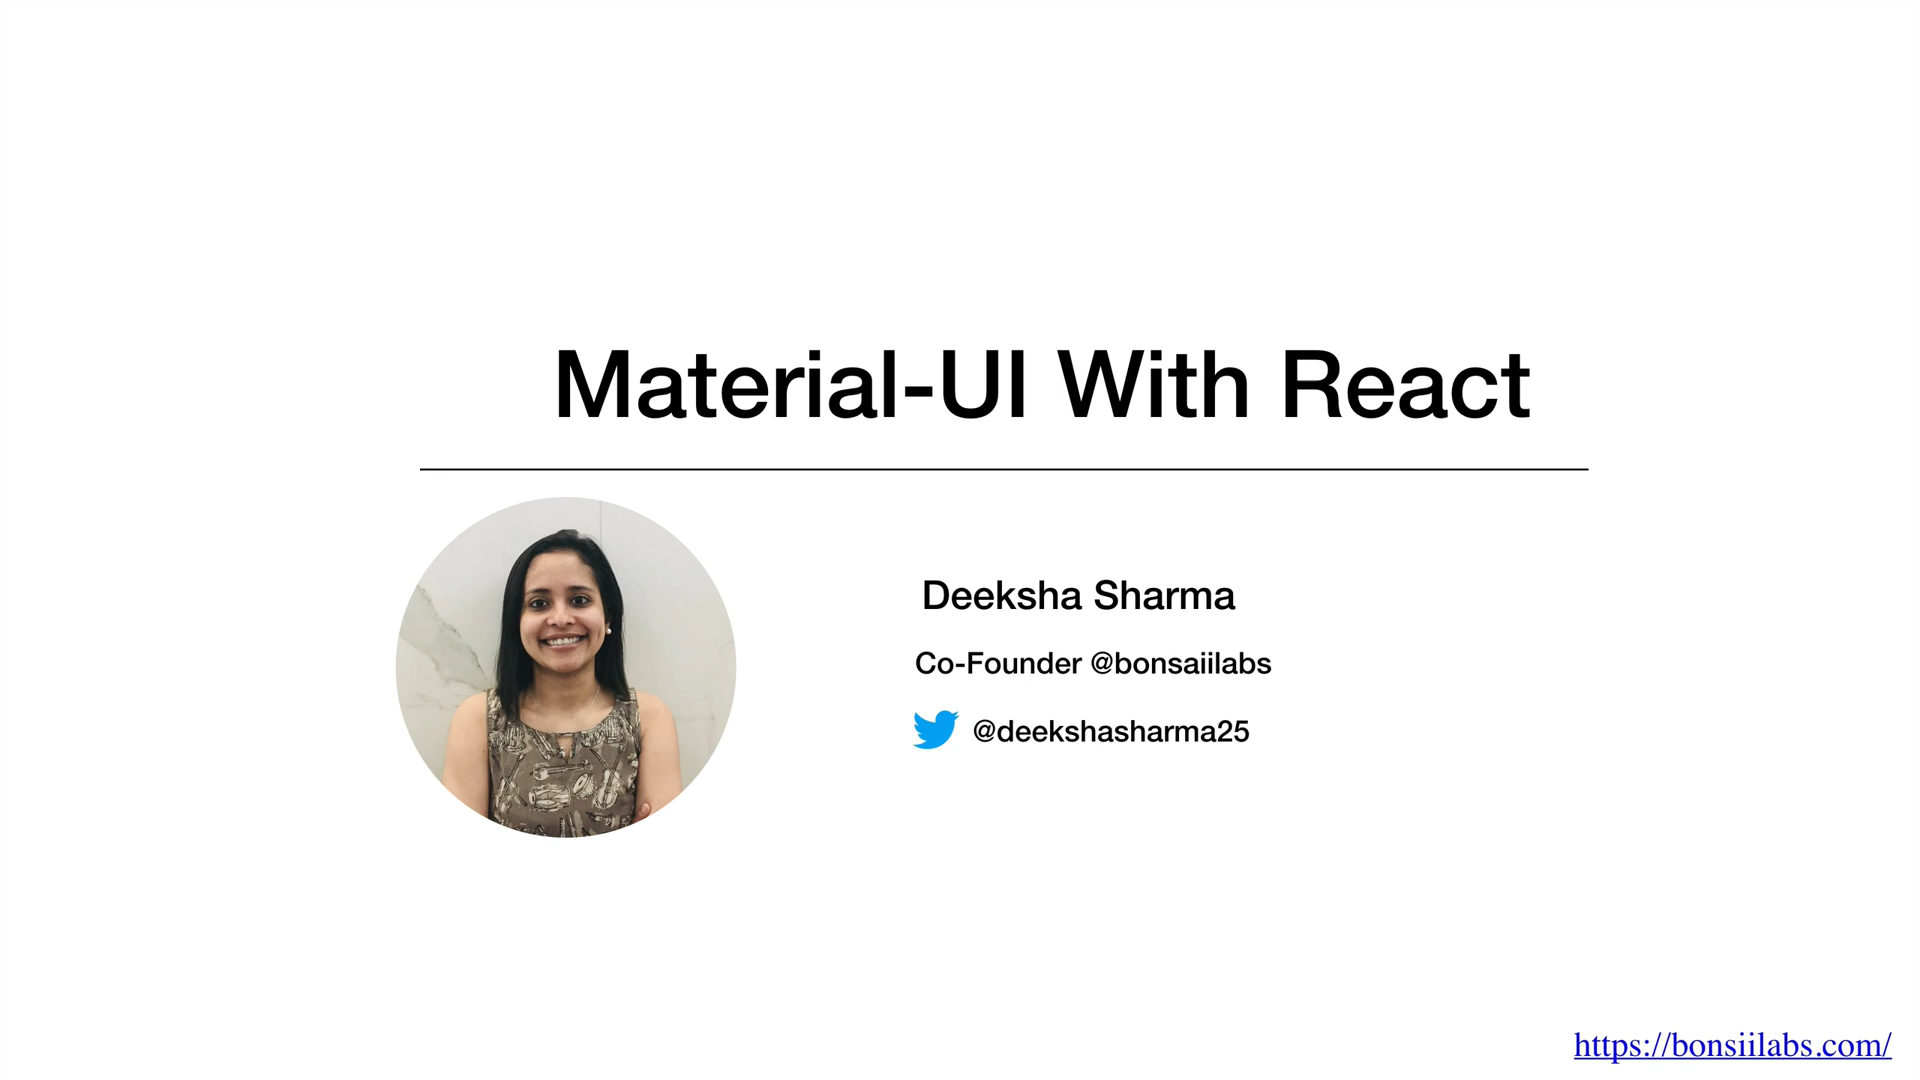 Material-UI With React
Deeksha Sharma
Co-Founder @bonsaiilabs
@deekshasharma25
https://bonsiilabs.com/